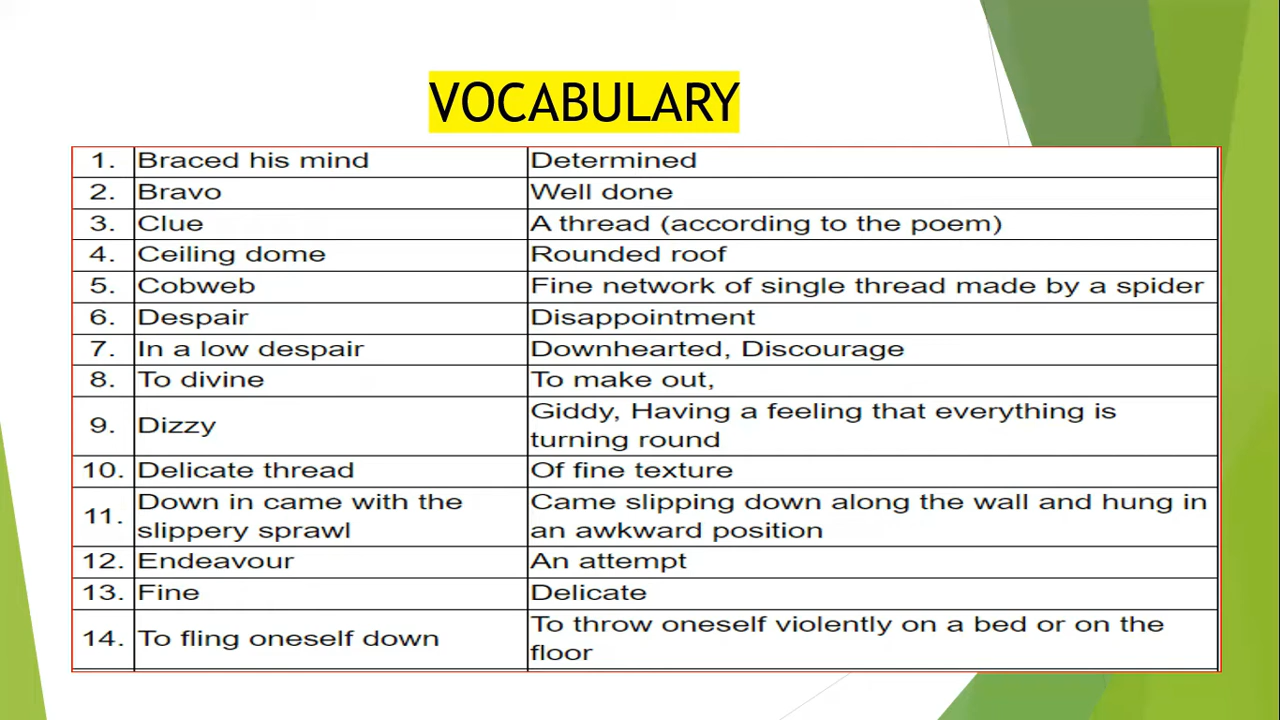 VOCABULARY
1. Braced his mind Determined
2. Bravo Well done
3. Clue A thread (according to the poem)
4. Ceiling dome Rounded roof
5. Cobweb Fine network of single thread made by a spider
6. Despair Disappointment
7. In a low despair Downhearted, Discourage
8. To divine To make out,
9. Dizzy Giddy, Having a feeling that everything is
turning round
10. Delicate thread Of fine texture
11. Down in came with the
slippery sprawl
Came slipping down along the wall and hung in
an awkward position
12. Endeavour An attempt
13. Fine Delicate
14. To fling oneself down To throw oneself violently on a bed or on the
floor